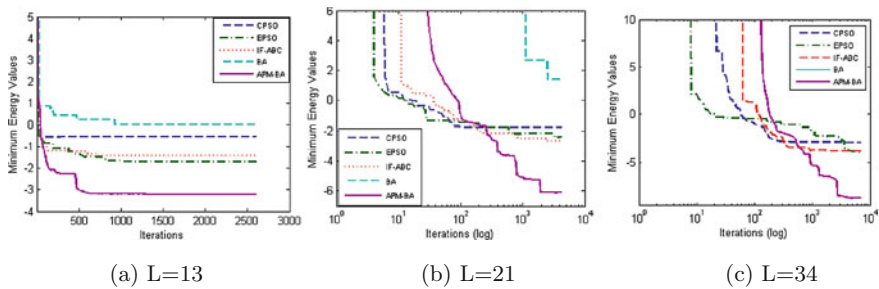 5
4
3
2
1
0
-1
-2
-3
-4
Minimum Energy Values
CPSO
EPSO
IF-ABC
BA
APM-BA
500 1000 1500 2000 2500 3000
Iterations
(a) L=13
6
4
2
0
-2
-4
-6
Minimum Energy Values
CPSO
EPSO
IF-ABC
BA
APM-BA
10^0 10^1 10^2 10^3 10^4
Iterations (log)
(b) L=21
10
5
0
-5
Minimum Energy Values
CPSO
EPSO
IF-ABC
BA
APM-BA
10^0 10^1 10^2 10^3 10^4
Iterations (log)
(c) L=34